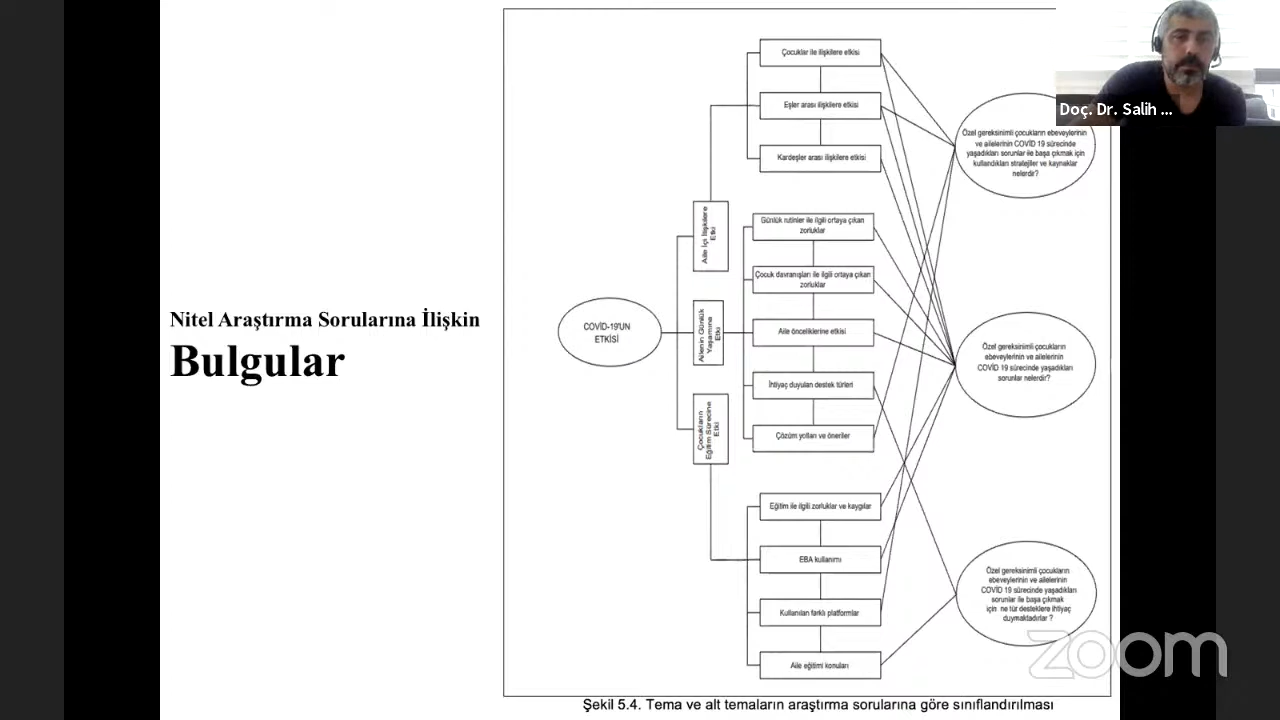 Nitel Araştırma Sorularına İlişkin
Bulgular
COVİD-19'UN
ETKİSİ
Aile İçi İlişkilere
Etki
Ailenin Günlük
Yaşamına
Etki
Çocukların
Eğitim Sürecine
Etki
Çocuklar ile ilişkilere etkisi
Eşler arası ilişkilere etkisi
Kardeşler arası ilişkilere etkisi
Günlük rutinler ile ilgili ortaya çıkan
zorluklar
Çocuk davranışları ile ilgili ortaya çıkan
zorluklar
Aile önceliklerine etkisi
İhtiyaç duyulan destek türleri
Çözüm yolları ve öneriler
Eğitim ile ilgili zorluklar ve kaygılar
EBA kullanımı
Kullanılan farklı platformlar
Aile eğitimi konuları
Özel gereksinimli çocukların ebeveylerinin
ve ailelerinin COVİD 19 sürecinde
yaşadıkları sorunlar ile başa çıkmak için
kullandıkları stratejiler ve kaynaklar
nelerdir?
Özel gereksinimli çocukların
ebeveylerinin ve ailelerinin
COVİD 19 sürecinde yaşadıkları
sorunlar nelerdir?
Özel gereksinimli çocukların
ebeveylerinin ve ailelerinin
COVİD 19 sürecinde yaşadıkları
sorunlar ile başa çıkmak
için ne tür desteklere ihtiyaç
duymaktadırlar ?
Şekil 5.4. Tema ve alt temaların araştırma sorularına göre sınıflandırılması
Doç. Dr. Salih ...
zoom